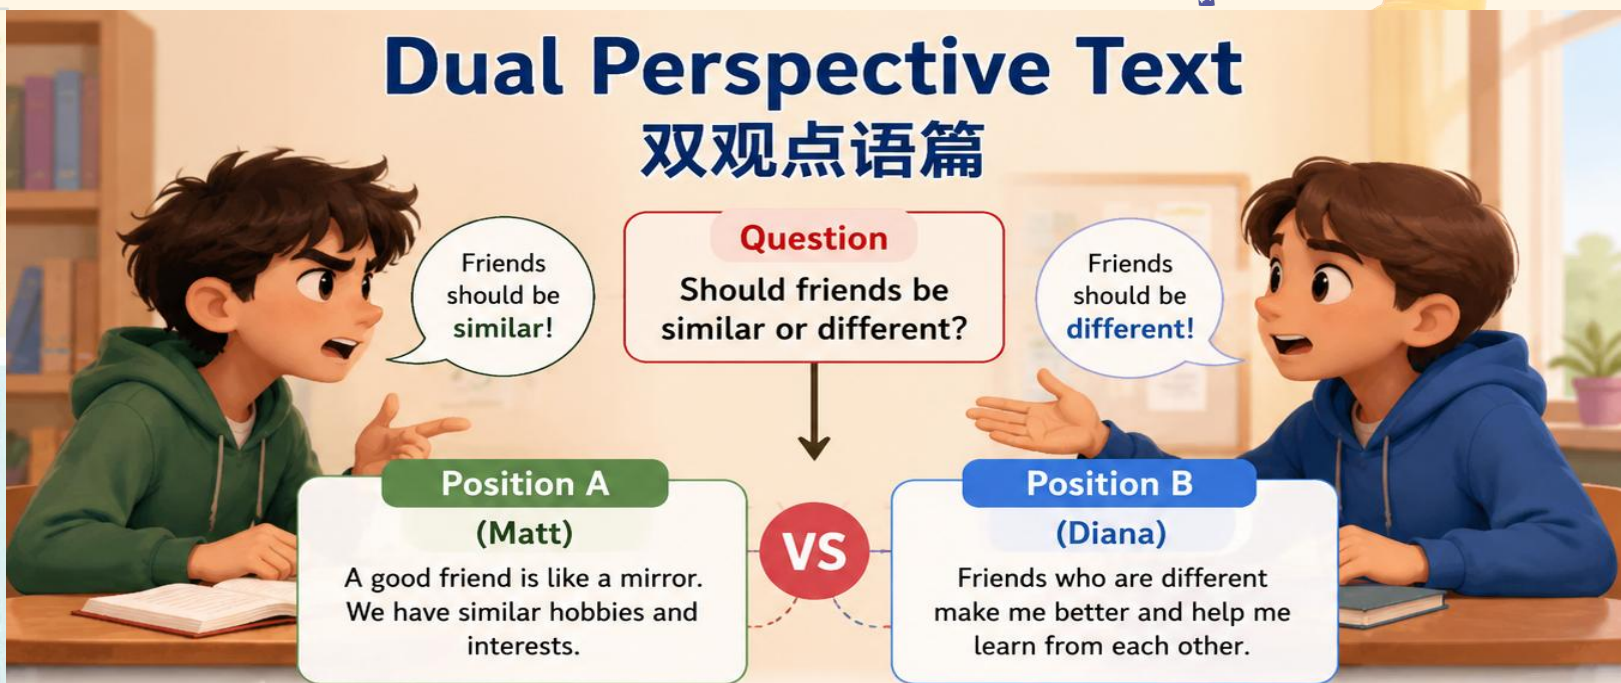 Dual Perspective Text
双观点语篇
Friends
should be
similar!
Question
Should friends be
similar or different?
Friends
should be
different!
Position A
(Matt)
A good friend is like a mirror.
We have similar hobbies and
interests.
VS
Position B
(Diana)
Friends who are different
make me better and help me
learn from each other.